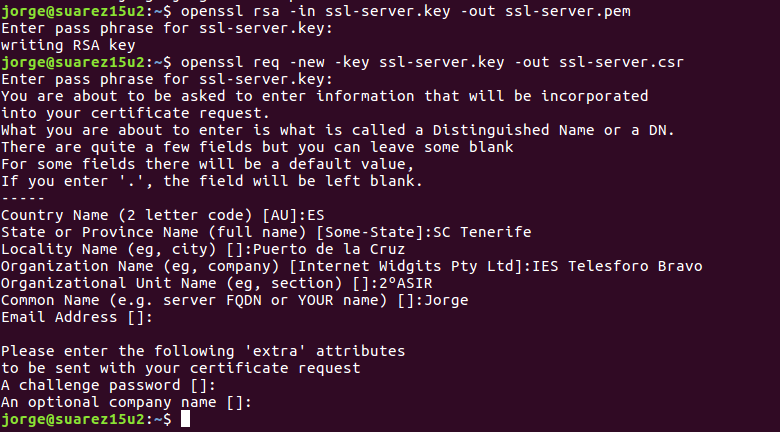 jorge@suarez15u2:~$ openssl rsa -in ssl-server.key -out ssl-server.pem
Enter pass phrase for ssl-server.key:
writing RSA key
jorge@suarez15u2:~$ openssl req -new -key ssl-server.key -out ssl-server.csr
Enter pass phrase for ssl-server.key:
You are about to be asked to enter information that will be incorporated
into your certificate request.
What you are about to enter is what is called a Distinguished Name or a DN.
There are quite a few fields but you can leave some blank
For some fields there will be a default value,
If you enter '.', the field will be left blank.
-----
Country Name (2 letter code) [AU]:ES
State or Province Name (full name) [Some-State]:SC Tenerife
Locality Name (eg, city) []:Puerto de la Cruz
Organization Name (eg, company) [Internet Widgits Pty Ltd]:IES Telesforo Bravo
Organizational Unit Name (eg, section) []:2ºASIR
Common Name (e.g. server FQDN or YOUR name) []:Jorge
Email Address []:

Please enter the following 'extra' attributes
to be sent with your certificate request
A challenge password []:
An optional company name []:
jorge@suarez15u2:~$